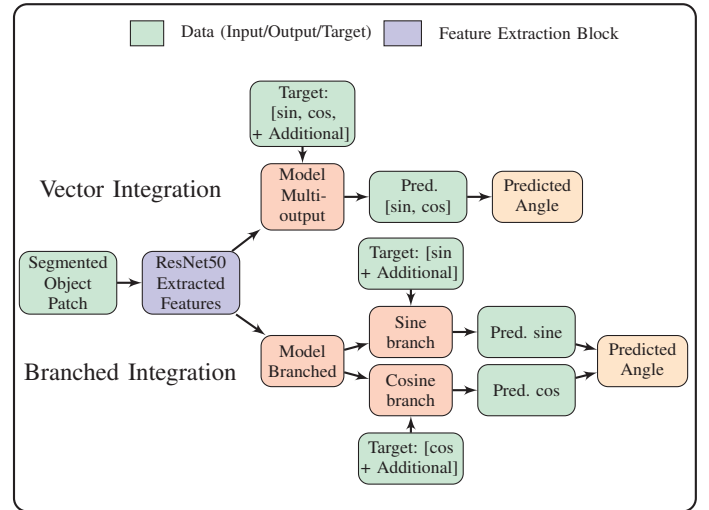 Data (Input/Output/Target)
Feature Extraction Block
Target:
[sin, cos,
+ Additional]
Vector Integration
Model
Multi-
output
Pred.
[sin, cos]
Predicted
Angle
Segmented
Object
Patch
ResNet50
Extracted
Features
Target: [sin
+ Additional]
Sine
branch
Pred. sine
Branched Integration
Model
Branched
Predicted
Angle
Cosine
branch
Pred. cos
Target: [cos
+ Additional]